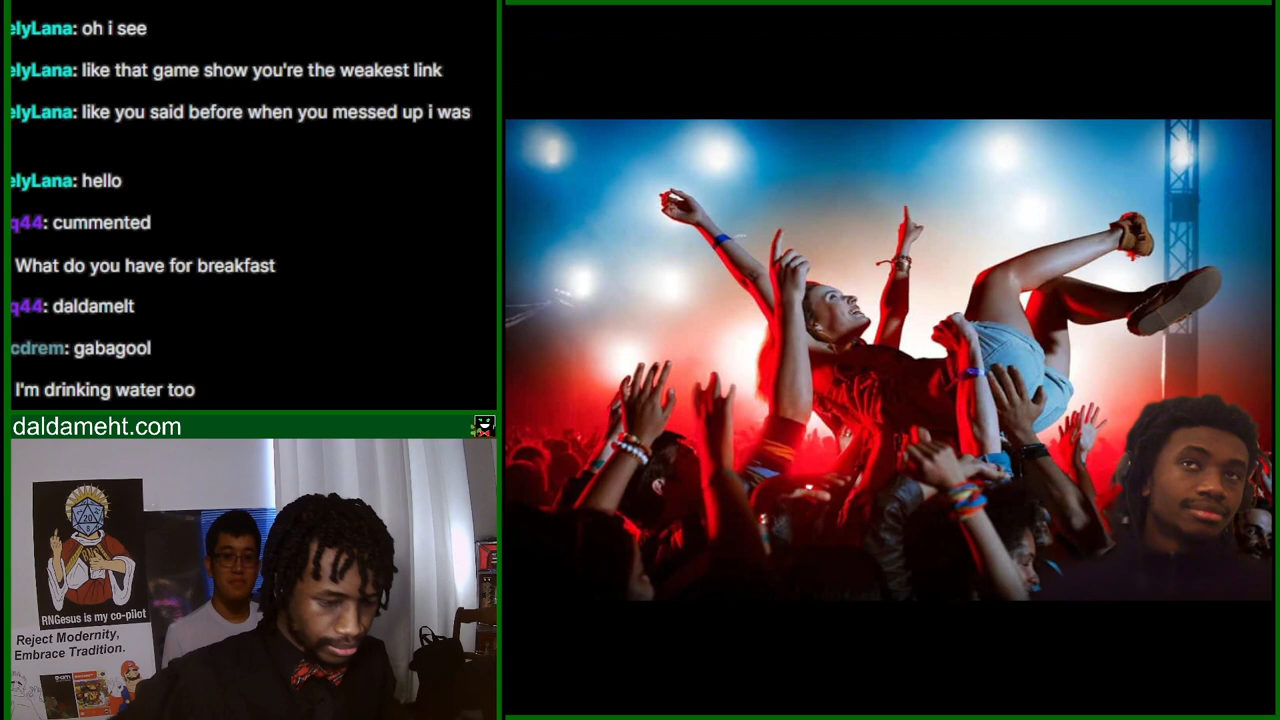 elyLana: oh i see
elyLana: like that game show you're the weakest link
elyLana: like you said before when you messed up i was
elyLana: hello
q44: cummented
What do you have for breakfast
q44: daldamelt
cdrem: gabagool
I'm drinking water too
daldameht.com
20
RNGesus is my co-pilot
Reject Modernity,
Embrace Tradition.